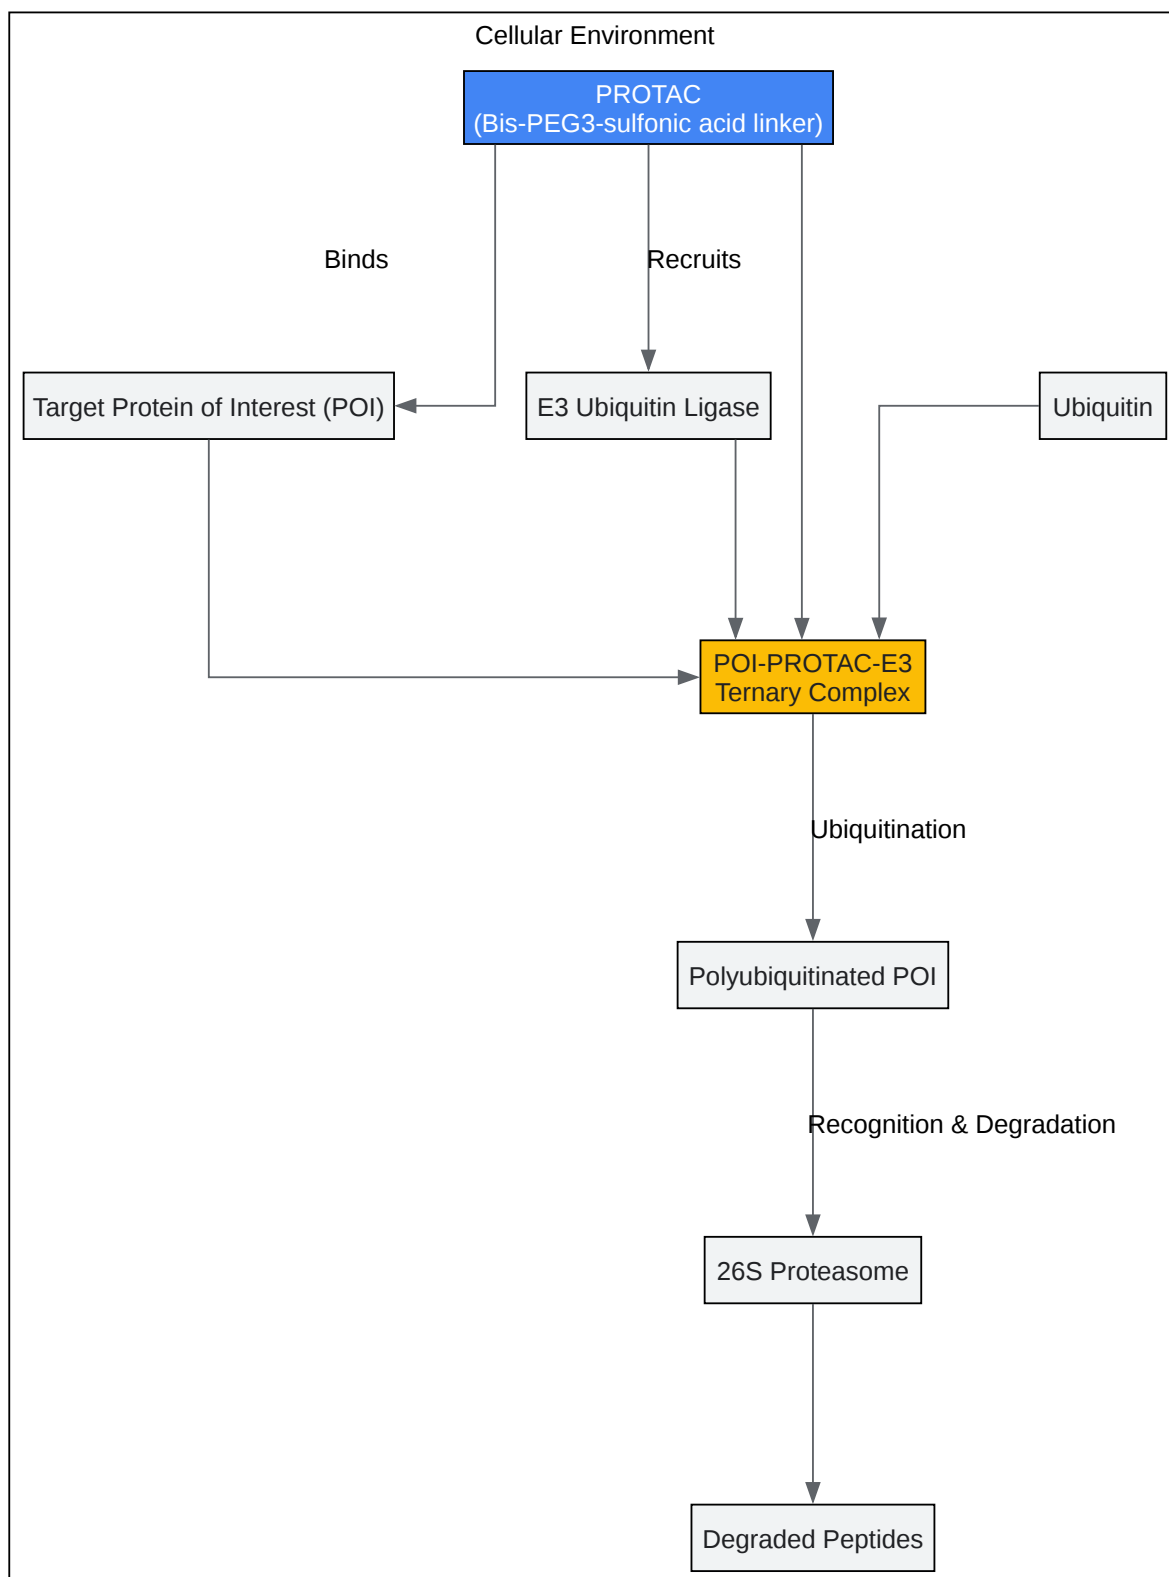 Cellular Environment
PROTAC
(Bis-PEG3-sulfonic acid linker)
Binds
Recruits
Target Protein of Interest (POI)
E3 Ubiquitin Ligase
Ubiquitin
POI-PROTAC-E3
Ternary Complex
Ubiquitination
Polyubiquitinated POI
Recognition & Degradation
26S Proteasome
Degraded Peptides